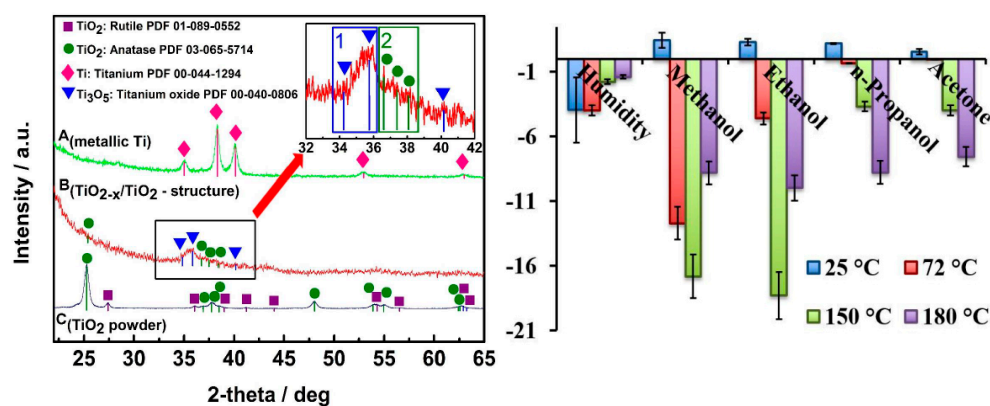 TiO2: Rutile PDF 01-089-0552
TiO2: Anatase PDF 03-065-5714
Ti: Titanium PDF 00-044-1294
Ti3O5: Titanium oxide PDF 00-040-0806
1
2
32 34 36 38 40 42
A(metallic Ti)
B(TiO2-x/TiO2 - structure)
C(TiO2 powder)
Intensity / a.u.
25 30 35 40 45 50 55 60 65
2-theta / deg
-1
-6
-11
-16
-21
Humidity
Methanol
Ethanol
n-Propanol
Acetone
25 °C
72 °C
150 °C
180 °C